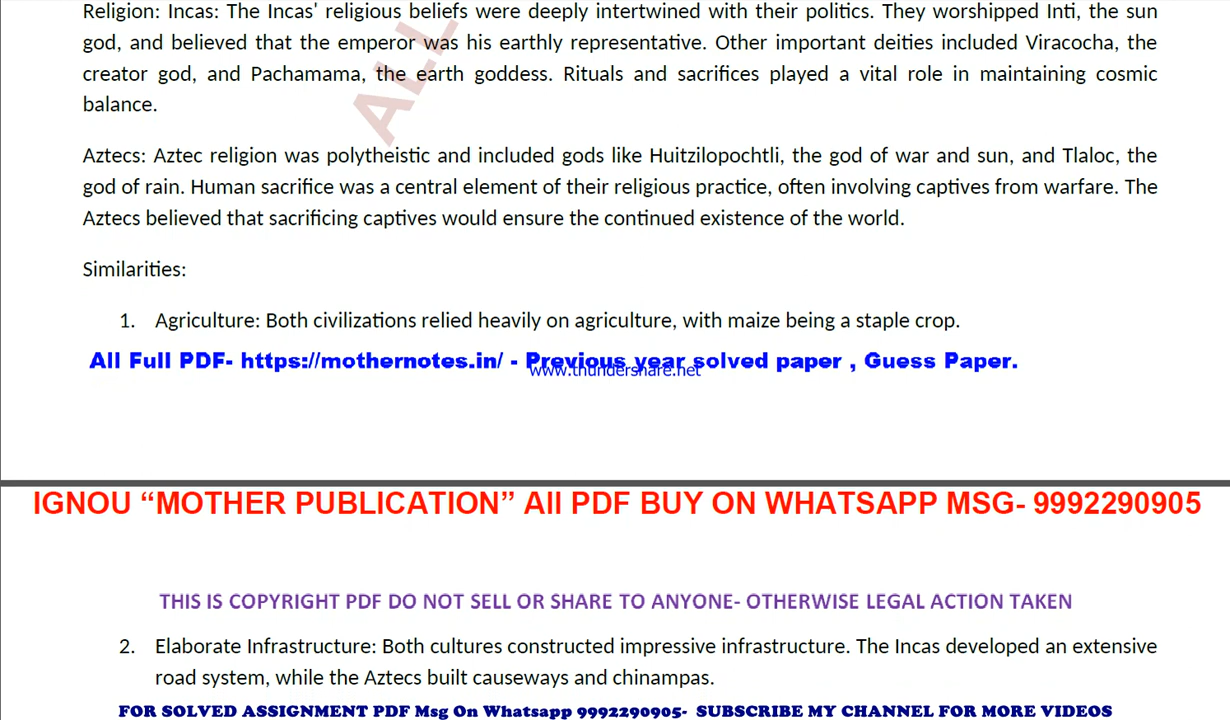 Religion: Incas: The Incas' religious beliefs were deeply intertwined with their politics. They worshipped Inti, the sun
god, and believed that the emperor was his earthly representative. Other important deities included Viracocha, the
creator god, and Pachamama, the earth goddess. Rituals and sacrifices played a vital role in maintaining cosmic
balance.
ALL
Aztecs: Aztec religion was polytheistic and included gods like Huitzilopochtli, the god of war and sun, and Tlaloc, the
god of rain. Human sacrifice was a central element of their religious practice, often involving captives from warfare. The
Aztecs believed that sacrificing captives would ensure the continued existence of the world.
Similarities:
1. Agriculture: Both civilizations relied heavily on agriculture, with maize being a staple crop.
All Full PDF- https://mothernotes.in/ - Previous year solved paper , Guess Paper.
www.thundershare.net
IGNOU “MOTHER PUBLICATION” All PDF BUY ON WHATSAPP MSG- 9992290905
THIS IS COPYRIGHT PDF DO NOT SELL OR SHARE TO ANYONE- OTHERWISE LEGAL ACTION TAKEN
2. Elaborate Infrastructure: Both cultures constructed impressive infrastructure. The Incas developed an extensive
road system, while the Aztecs built causeways and chinampas.
FOR SOLVED ASSIGNMENT PDF Msg On Whatsapp 9992290905- SUBSCRIBE MY CHANNEL FOR MORE VIDEOS